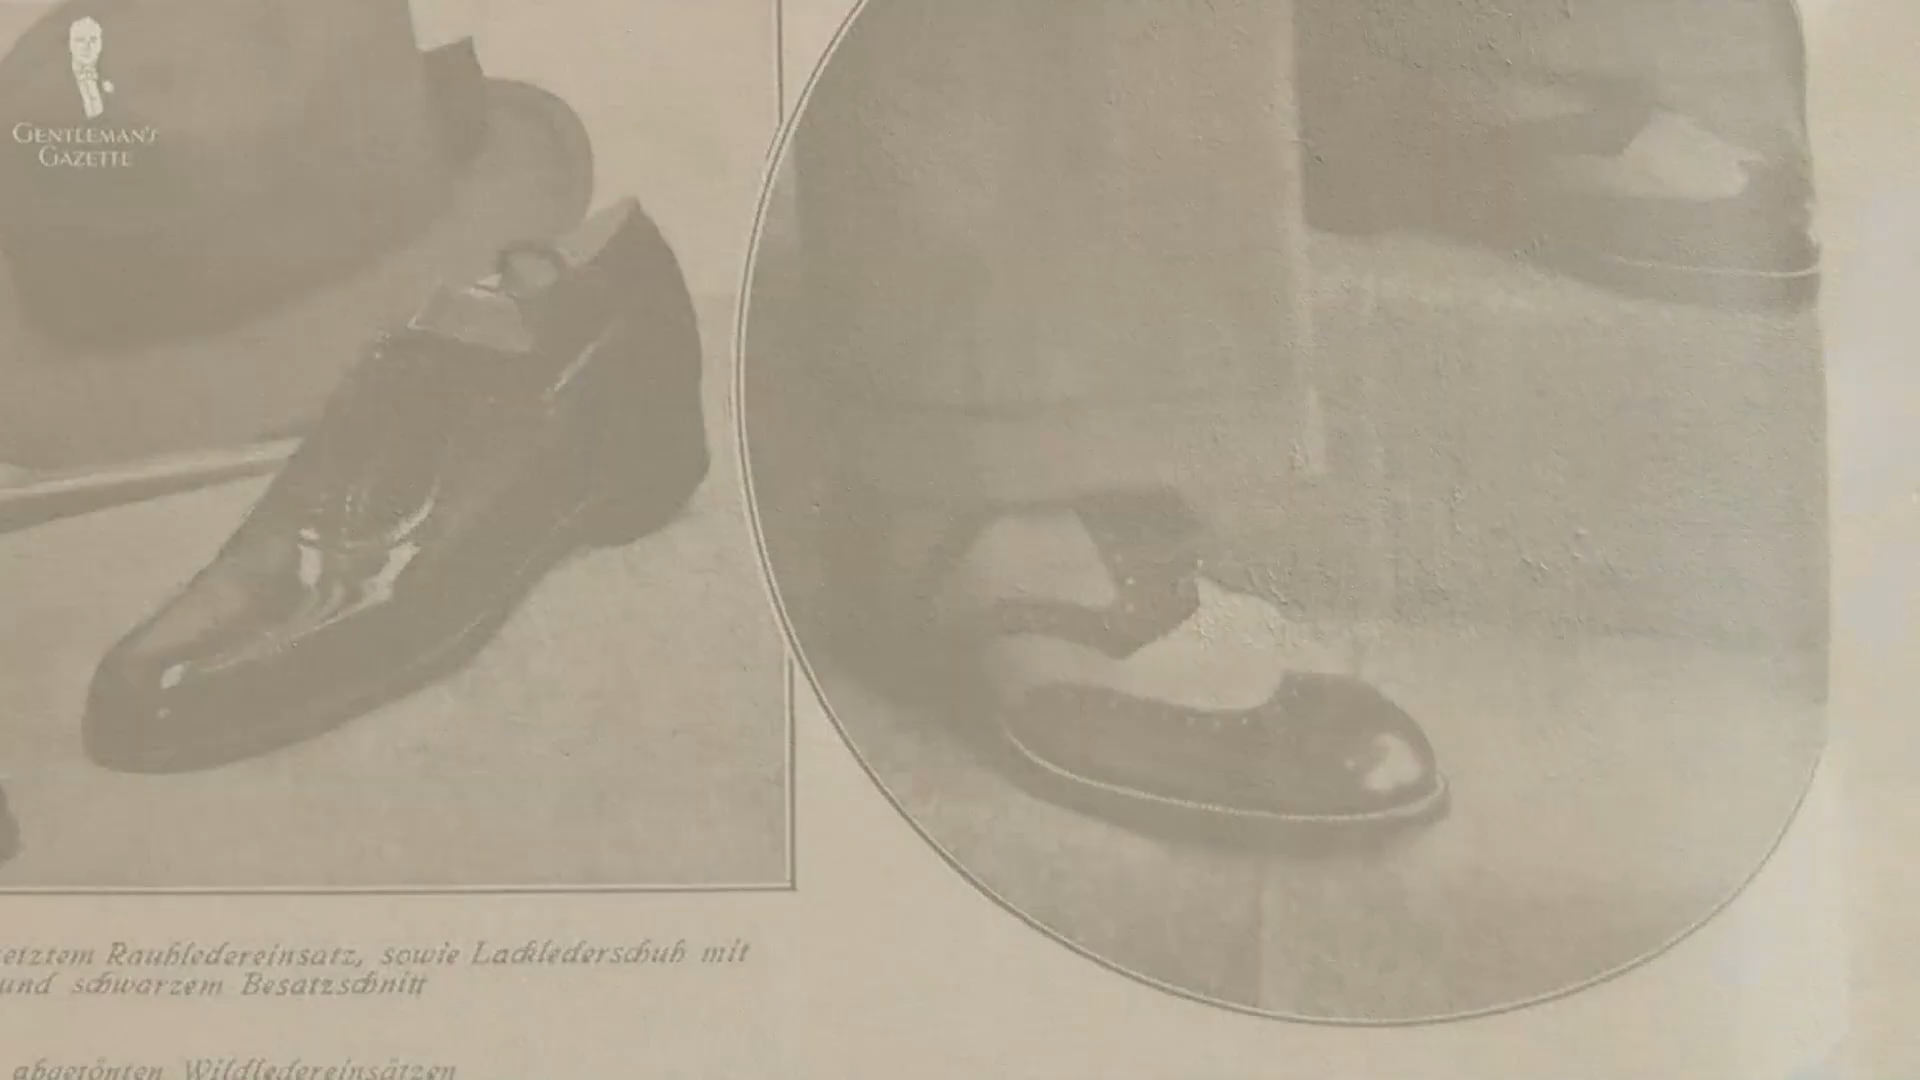 GENTLEMAN'S
GAZETTE
etztem Rauhledereinsatz, sowie Lacklederschuh mit
und schwarzem Besatzschnitt
abgetönten Wildledereinsätzen